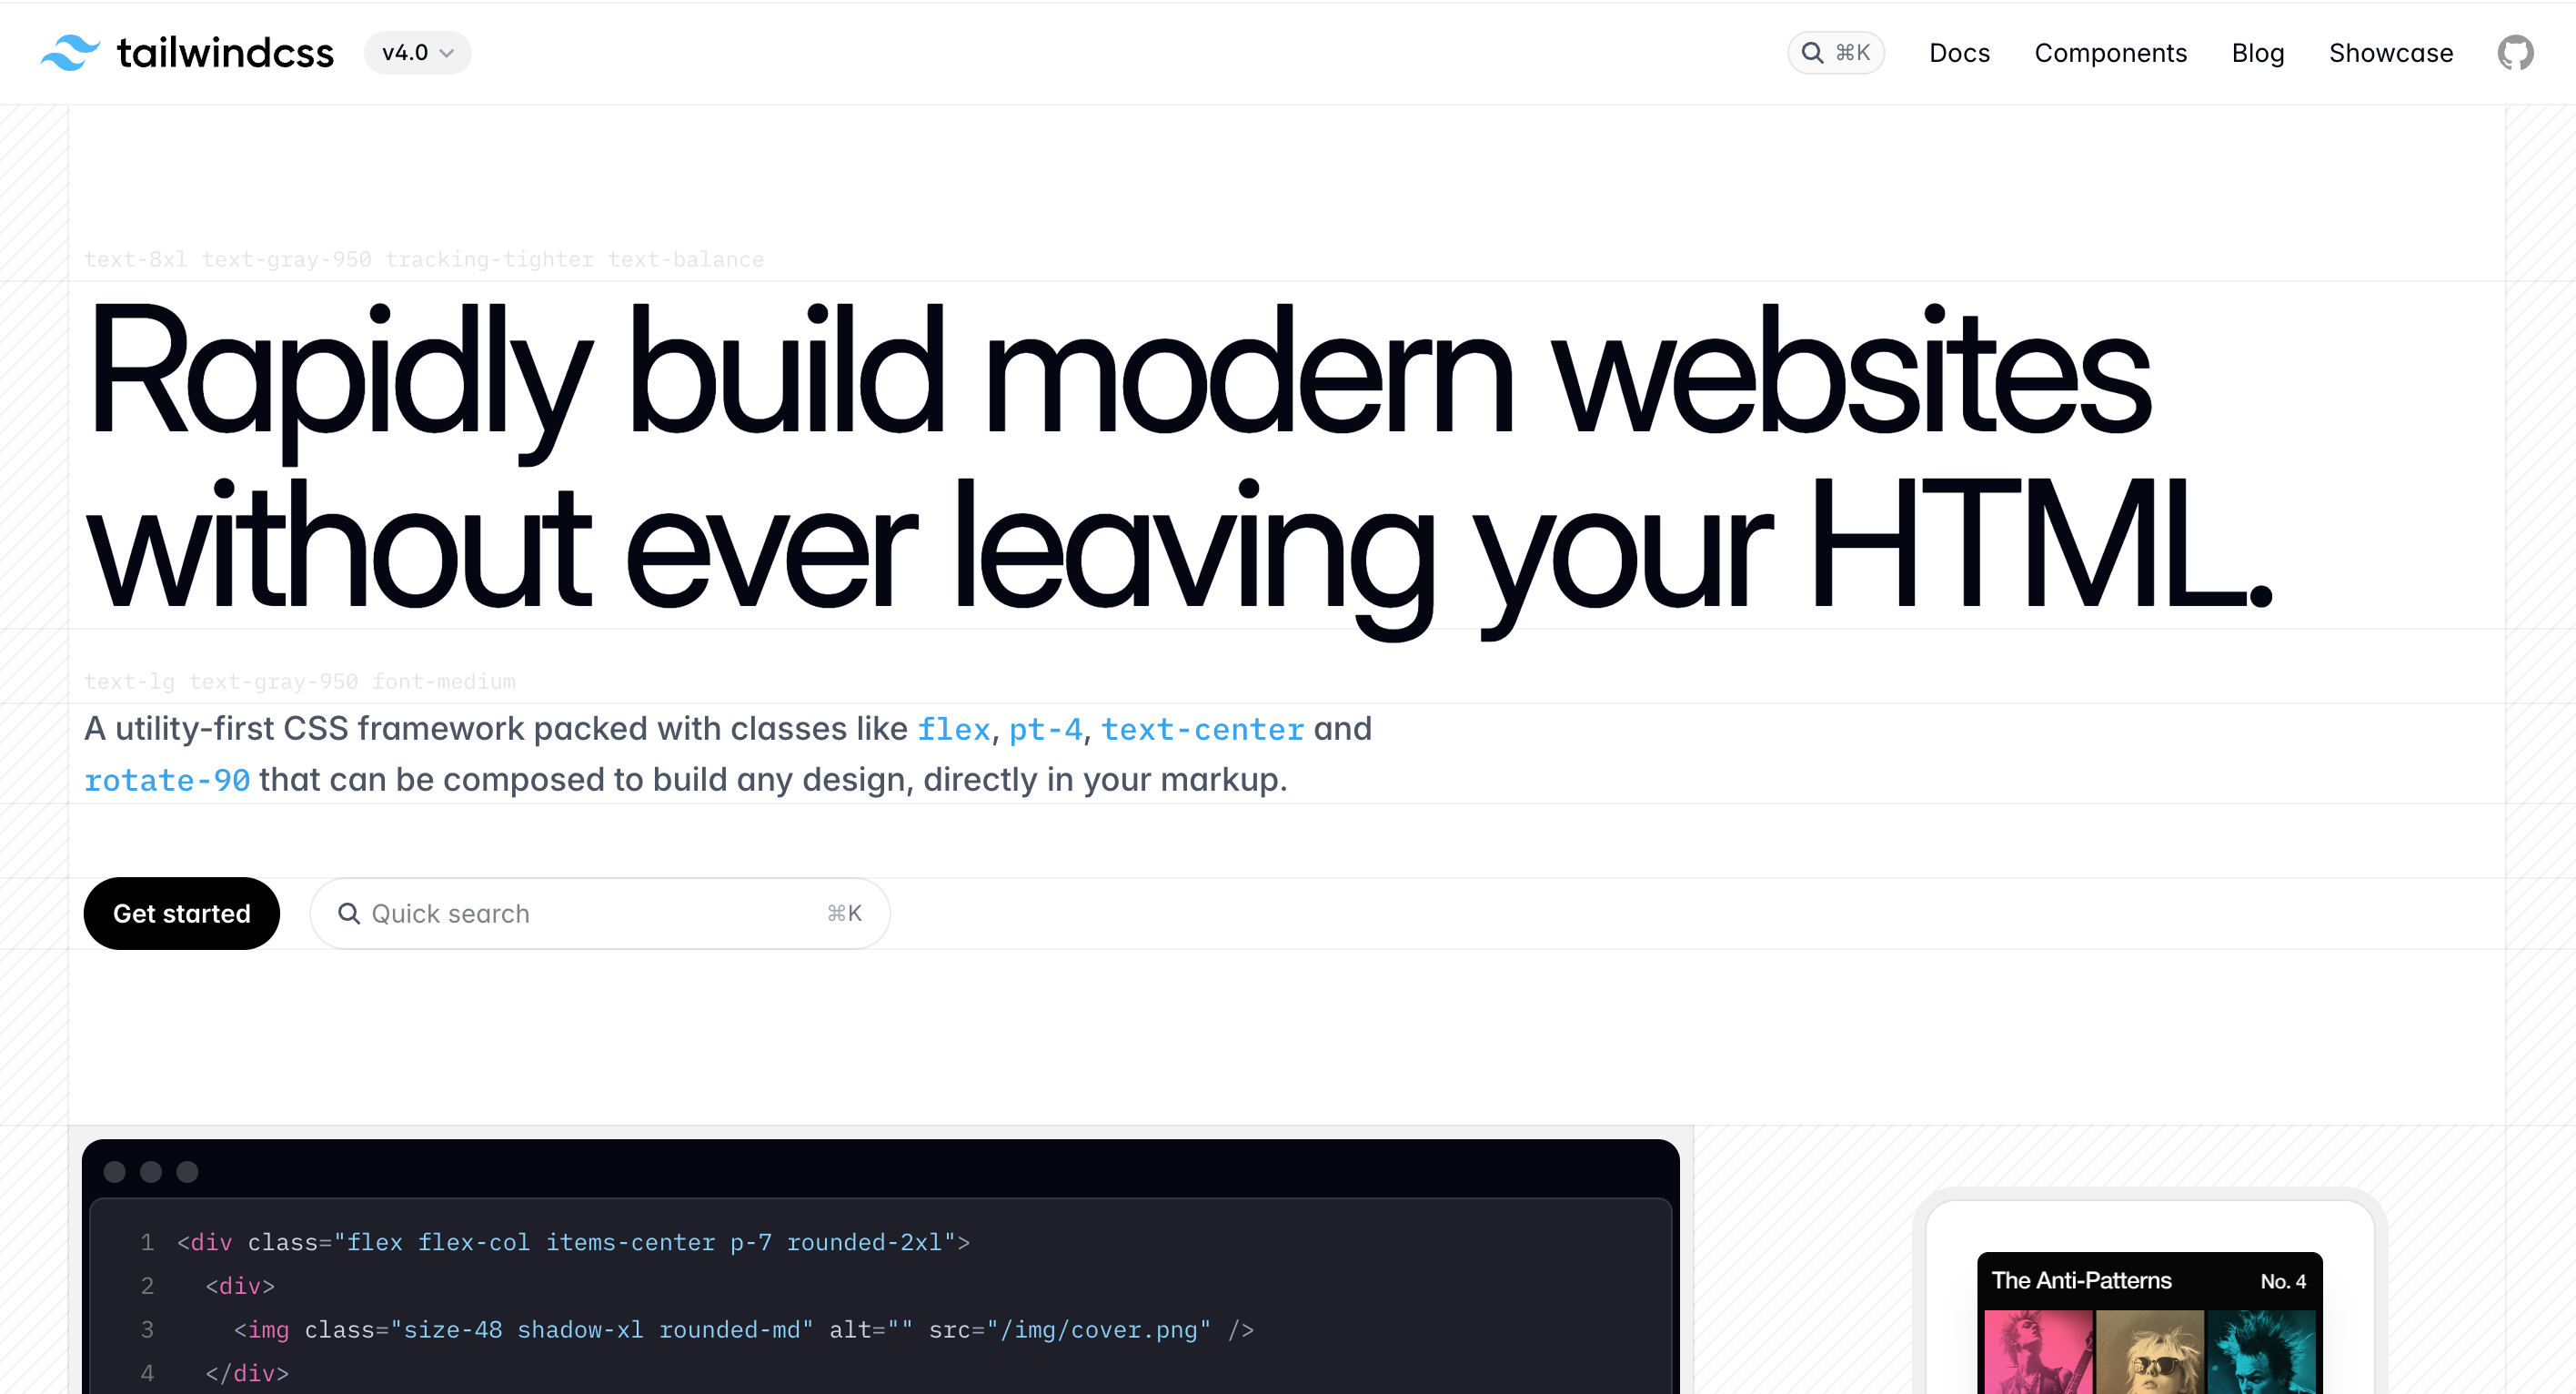 tailwindcss
v4.0
⌘K
Docs
Components
Blog
Showcase
text-8xl text-gray-950 tracking-tighter text-balance
Rapidly build modern websites
without ever leaving your HTML.
text-lg text-gray-950 font-medium
A utility-first CSS framework packed with classes like flex, pt-4, text-center and
rotate-90 that can be composed to build any design, directly in your markup.
Get started
Quick search ⌘K
1 <div class="flex flex-col items-center p-7 rounded-2xl">
2 <div>
3 <img class="size-48 shadow-xl rounded-md" alt="" src="/img/cover.png" />
4 </div>
The Anti-Patterns No. 4